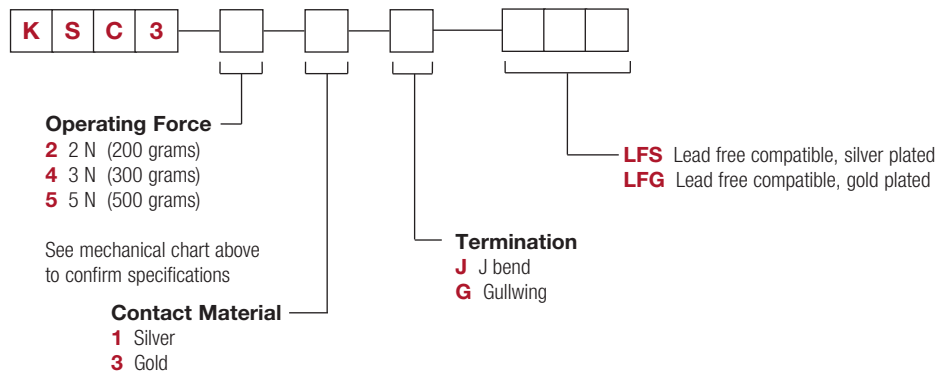 K S C 3
Operating Force
2 2 N (200 grams)
4 3 N (300 grams)
5 5 N (500 grams)
See mechanical chart above
to confirm specifications
Contact Material
1 Silver
3 Gold
Termination
J J bend
G Gullwing
LFS Lead free compatible, silver plated
LFG Lead free compatible, gold plated